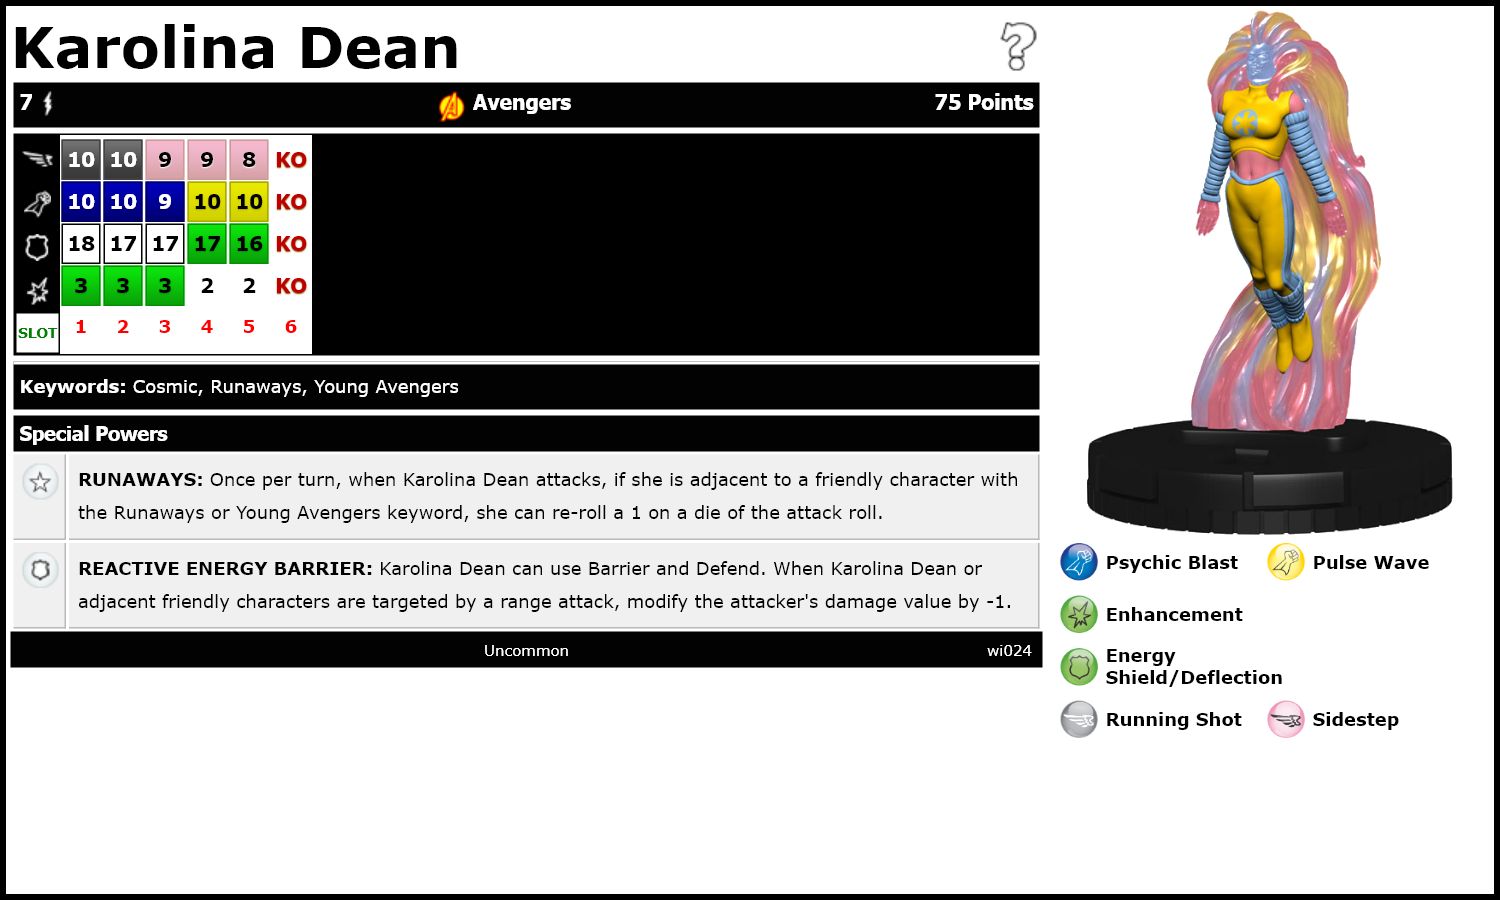 Karolina Dean
7 Avengers 75 Points
10 10 9 9 8 KO
10 10 9 10 10 KO
18 17 17 17 16 KO
3 3 3 2 2 KO
SLOT 1 2 3 4 5 6
Keywords: Cosmic, Runaways, Young Avengers
Special Powers
RUNAWAYS: Once per turn, when Karolina Dean attacks, if she is adjacent to a friendly character with
the Runaways or Young Avengers keyword, she can re-roll a 1 on a die of the attack roll.
REACTIVE ENERGY BARRIER: Karolina Dean can use Barrier and Defend. When Karolina Dean or
adjacent friendly characters are targeted by a range attack, modify the attacker's damage value by -1.
Uncommon wi024
Psychic Blast Pulse Wave
Enhancement
Energy
Shield/Deflection
Running Shot Sidestep